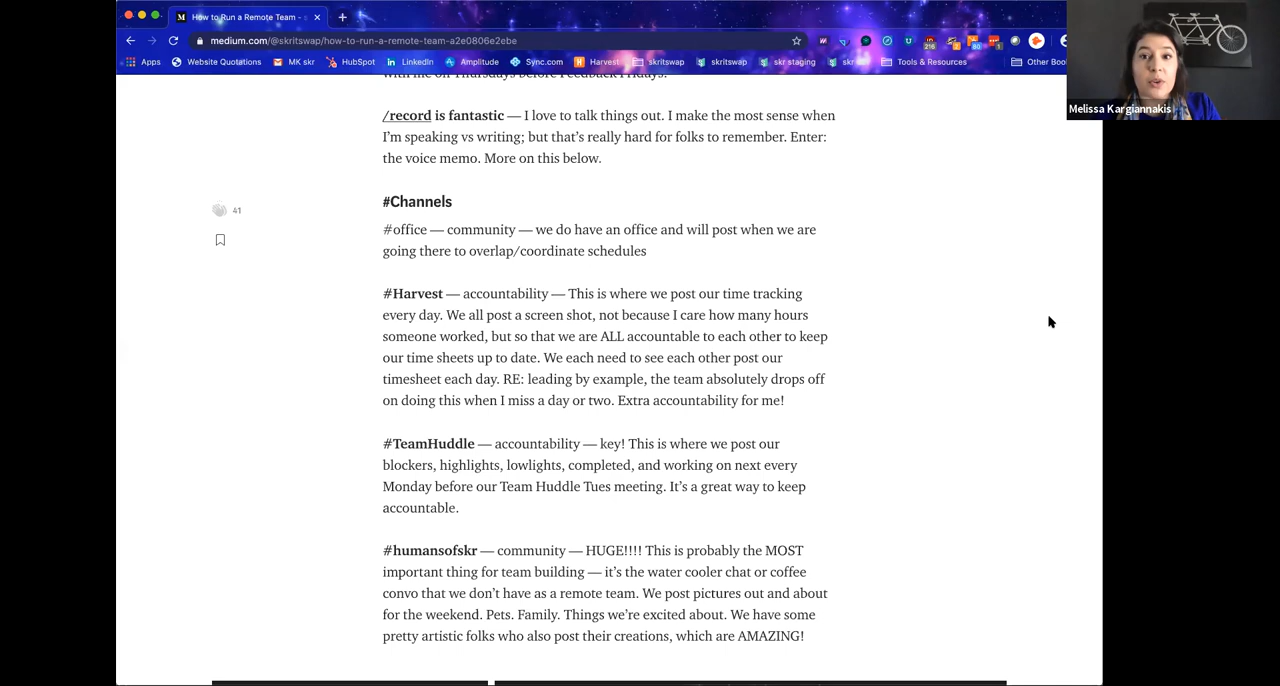 How to Run a Remote Team -
medium.com/@skritswap/how-to-run-a-remote-team-a2e0806e2ebe
Apps Website Quotations MK skr HubSpot LinkedIn Amplitude Sync.com Harvest skritswap skritswap skr staging skr Tools & Resources Other Boo
Melissa Kargiannakis
with me on Thursdays before Feedback Fridays.
/record is fantastic — I love to talk things out. I make the most sense when
I'm speaking vs writing; but that's really hard for folks to remember. Enter:
the voice memo. More on this below.
41
#Channels
#office — community — we do have an office and will post when we are
going there to overlap/coordinate schedules
#Harvest — accountability — This is where we post our time tracking
every day. We all post a screen shot, not because I care how many hours
someone worked, but so that we are ALL accountable to each other to keep
our time sheets up to date. We each need to see each other post our
timesheet each day. RE: leading by example, the team absolutely drops off
on doing this when I miss a day or two. Extra accountability for me!
#TeamHuddle — accountability — key! This is where we post our
blockers, highlights, lowlights, completed, and working on next every
Monday before our Team Huddle Tues meeting. It's a great way to keep
accountable.
#humansofskr — community — HUGE!!!! This is probably the MOST
important thing for team building — it's the water cooler chat or coffee
convo that we don't have as a remote team. We post pictures out and about
for the weekend. Pets. Family. Things we're excited about. We have some
pretty artistic folks who also post their creations, which are AMAZING!